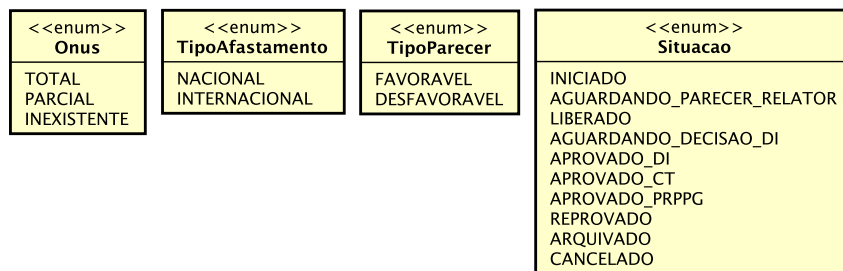 <<enum>>
Onus
TOTAL
PARCIAL
INEXISTENTE
<<enum>>
TipoAfastamento
NACIONAL
INTERNACIONAL
<<enum>>
TipoParecer
FAVORAVEL
DESFAVORAVEL
<<enum>>
Situacao
INICIADO
AGUARDANDO_PARECER_RELATOR
LIBERADO
AGUARDANDO_DECISAO_DI
APROVADO_DI
APROVADO_CT
APROVADO_PRPPG
REPROVADO
ARQUIVADO
CANCELADO